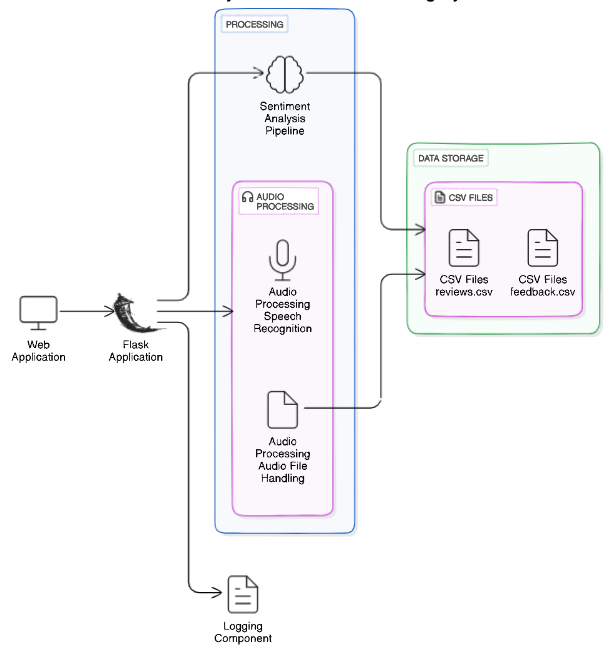 PROCESSING
Sentiment
Analysis
Pipeline
DATA STORAGE
AUDIO
PROCESSING
CSV FILES
Audio
Processing
Speech
Recognition
CSV Files
reviews.csv
CSV Files
feedback.csv
Web
Application
Flask
Application
Audio
Processing
Audio File
Handling
Logging
Component